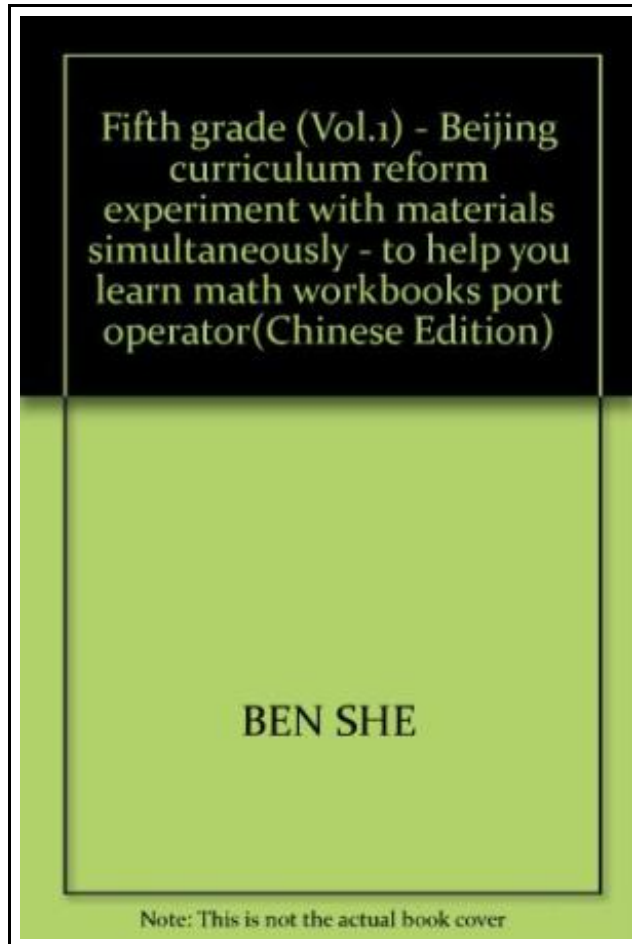 Fifth grade (Vol.1) - Beijing
curriculum reform
experiment with materials
simultaneously - to help you
learn math workbooks port
operator(Chinese Edition)
BEN SHE
Note: This is not the actual book cover